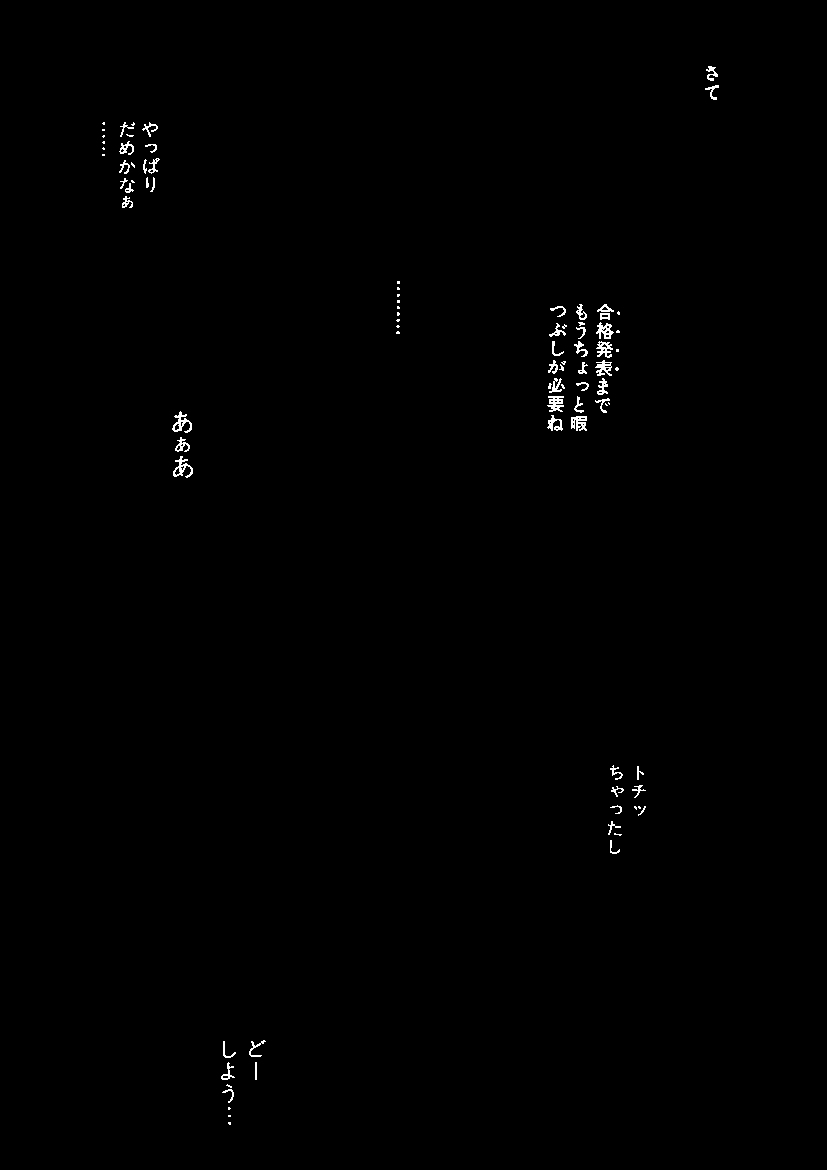 さて
合格発表まで
もうちょっと暇
つぶしが必要ね
………
やっぱり
だめかなぁ
……
あぁあ
トチッ
ちゃったし
どー
しよう…